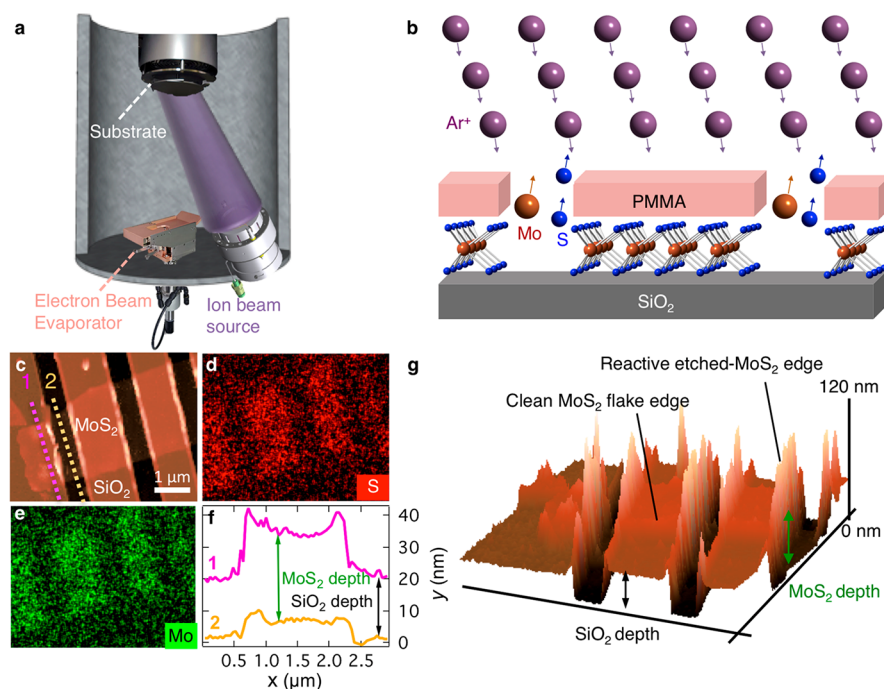 a
Substrate
Electron Beam
Evaporator
Ion beam
source
b
Ar⁺
PMMA
Mo
S
SiO₂
c
1
2
MoS₂
SiO₂
1 μm
d
S
e
Mo
f
40
30
20
10
0
y (nm)
1
MoS₂ depth
SiO₂ depth
2
0.5
1.0
1.5
2.0
2.5
x (μm)
g
Reactive etched-MoS₂ edge
Clean MoS₂ flake edge
120 nm
0 nm
MoS₂ depth
SiO₂ depth